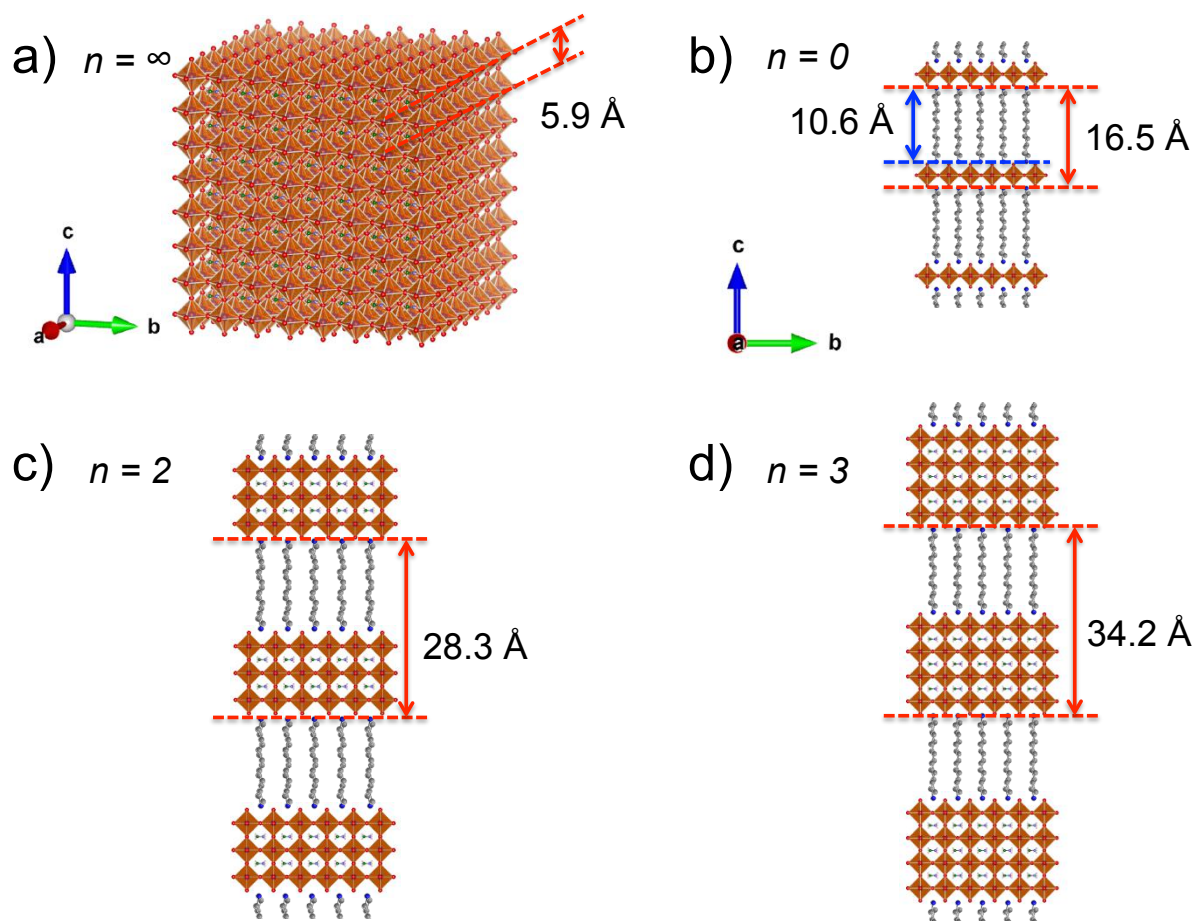 a) n = ∞
5.9 Å
c
a
b
b) n = 0
10.6 Å
16.5 Å
c
a
b
c) n = 2
28.3 Å
d) n = 3
34.2 Å